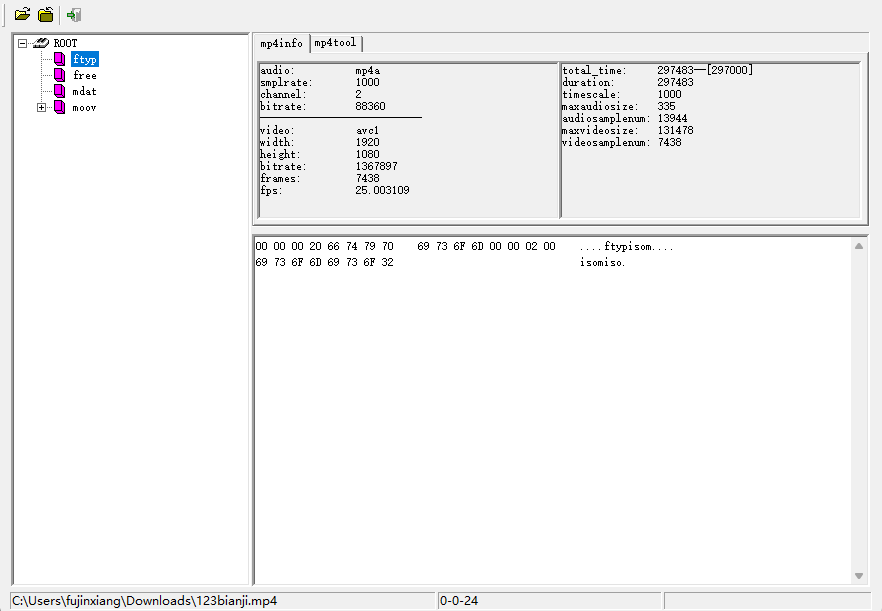 ROOT
ftyp
free
mdat
moov
mp4info
mp4tool
audio: mp4a
smplrate: 1000
channel: 2
bitrate: 88360
video: avc1
width: 1920
height: 1080
bitrate: 1367897
frames: 7438
fps: 25.003109
total_time: 297483——[297000]
duration: 297483
timescale: 1000
maxaudiosize: 335
audiosamplenum: 13944
maxvideosize: 131478
videosamplenum: 7438
00 00 00 20 66 74 79 70 69 73 6F 6D 00 00 02 00 ....ftypisom....
69 73 6F 6D 69 73 6F 32 isomiso.
C:\Users\fujinxiang\Downloads\123bianji.mp4
0-0-24